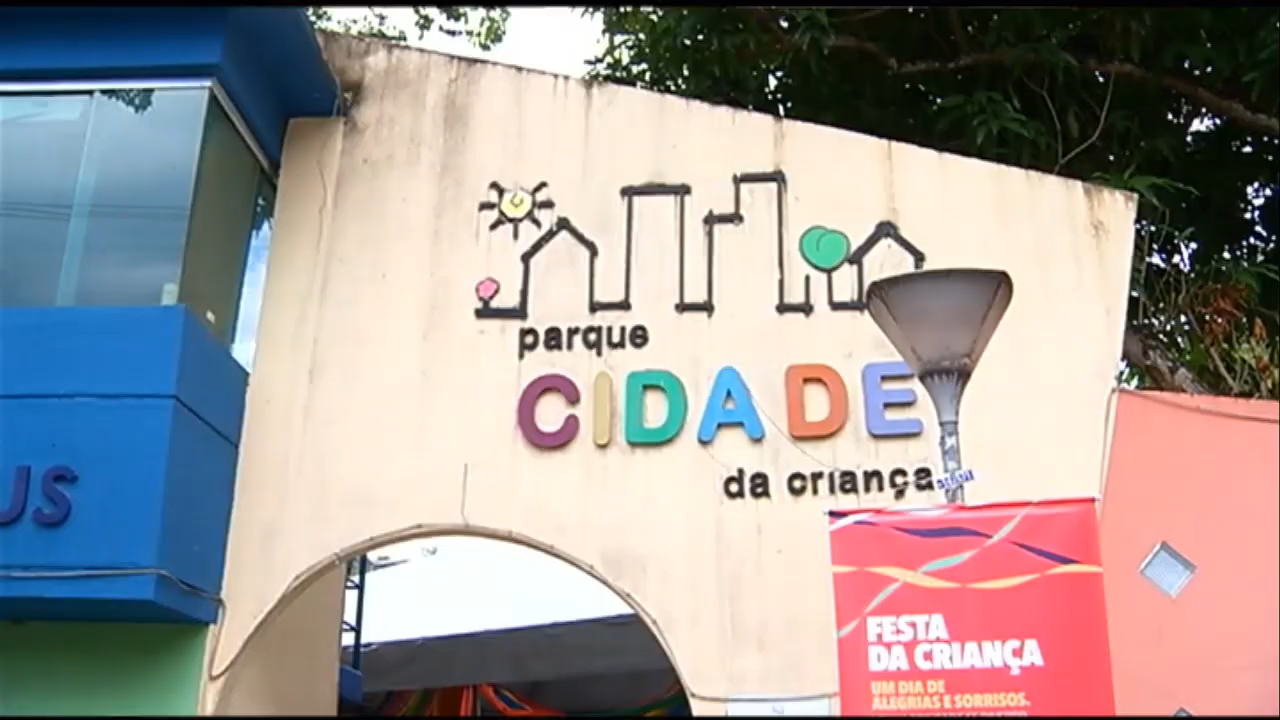 parque
CIDADE
da criança
US
FESTA
DA CRIANÇA
UM DIA DE
ALEGRIAS E SORRISOS.